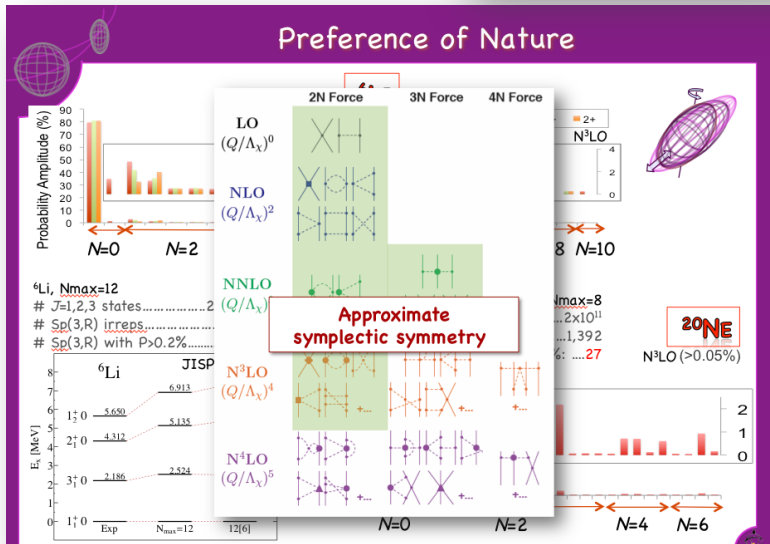 Preference of Nature
2N Force 3N Force 4N Force
LO
(Q/Λχ)⁰
NLO
(Q/Λχ)²
NNLO
(Q/Λχ)
N³LO
(Q/Λχ)⁴
+...
+...
+...
N⁴LO
(Q/Λχ)⁵
+...
+...
+...
Approximate
symplectic symmetry
Probability Amplitude (%)
90
80
70
60
50
40
30
20
10
0
N=0 N=2
2+
N³LO
4
2
0
8 N=10
⁶Li, Nmax=12
# J=1,2,3 states................2
# Sp(3,R) irreps
# Sp(3,R) with P>0.2%
Nmax=8
2x10¹¹
1,392
%: 27
²⁰NE
N³LO (>0.05%)
⁶Li JISP
Eₓ [MeV]
8
7
6
5
4
3
2
1
0
6.913
1⁺₂ 0 5.650
5.135
2⁺₁ 0 4.312
2.524
3⁺₁ 0 2.186
1⁺₁ 0
Exp Nmax=12 12[6]
2
1
0
N=0 N=2 N=4 N=6